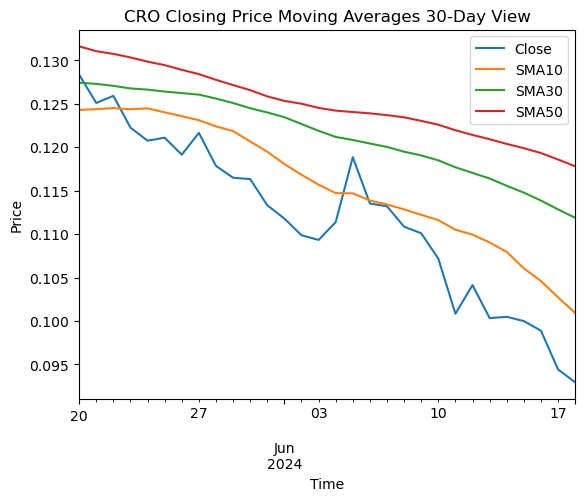 CRO Closing Price Moving Averages 30-Day View
Close
SMA10
SMA30
SMA50
Price
0.130
0.125
0.120
0.115
0.110
0.105
0.100
0.095
20 27 03 10 17
Jun
2024
Time